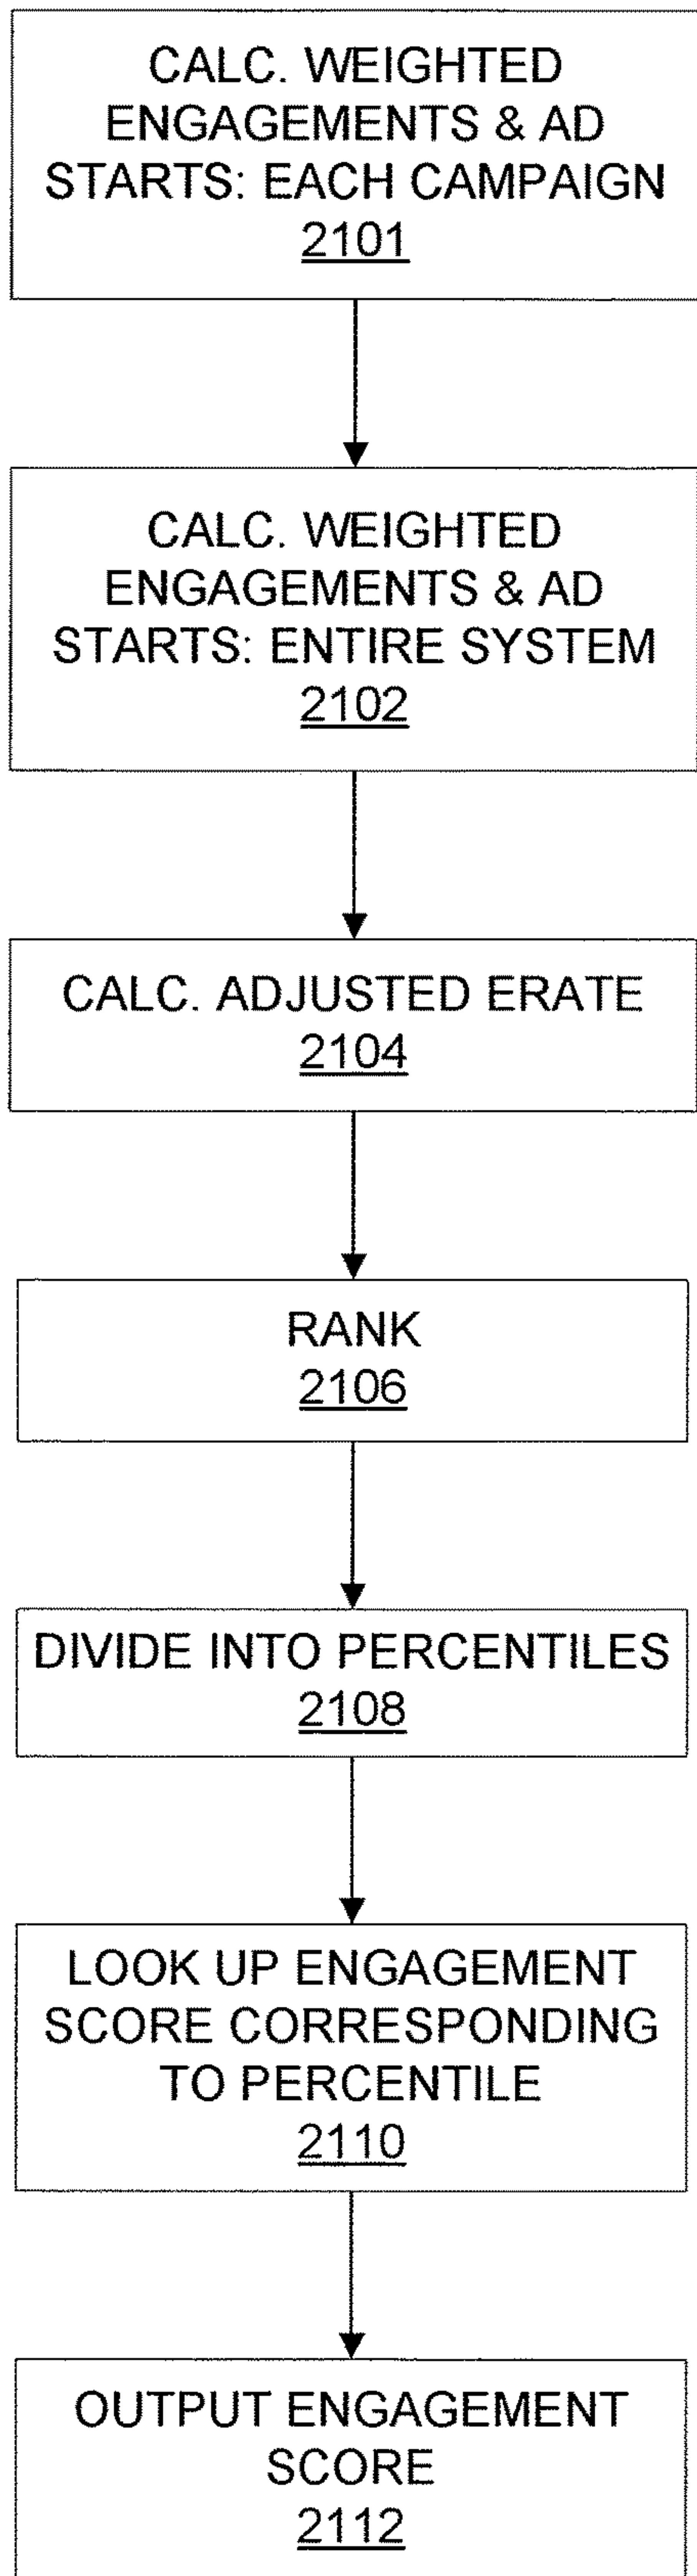 CALC. WEIGHTED
ENGAGEMENTS & AD
STARTS: EACH CAMPAIGN
2101
CALC. WEIGHTED
ENGAGEMENTS & AD
STARTS: ENTIRE SYSTEM
2102
CALC. ADJUSTED ERATE
2104
RANK
2106
DIVIDE INTO PERCENTILES
2108
LOOK UP ENGAGEMENT
SCORE CORRESPONDING
TO PERCENTILE
2110
OUTPUT ENGAGEMENT
SCORE
2112